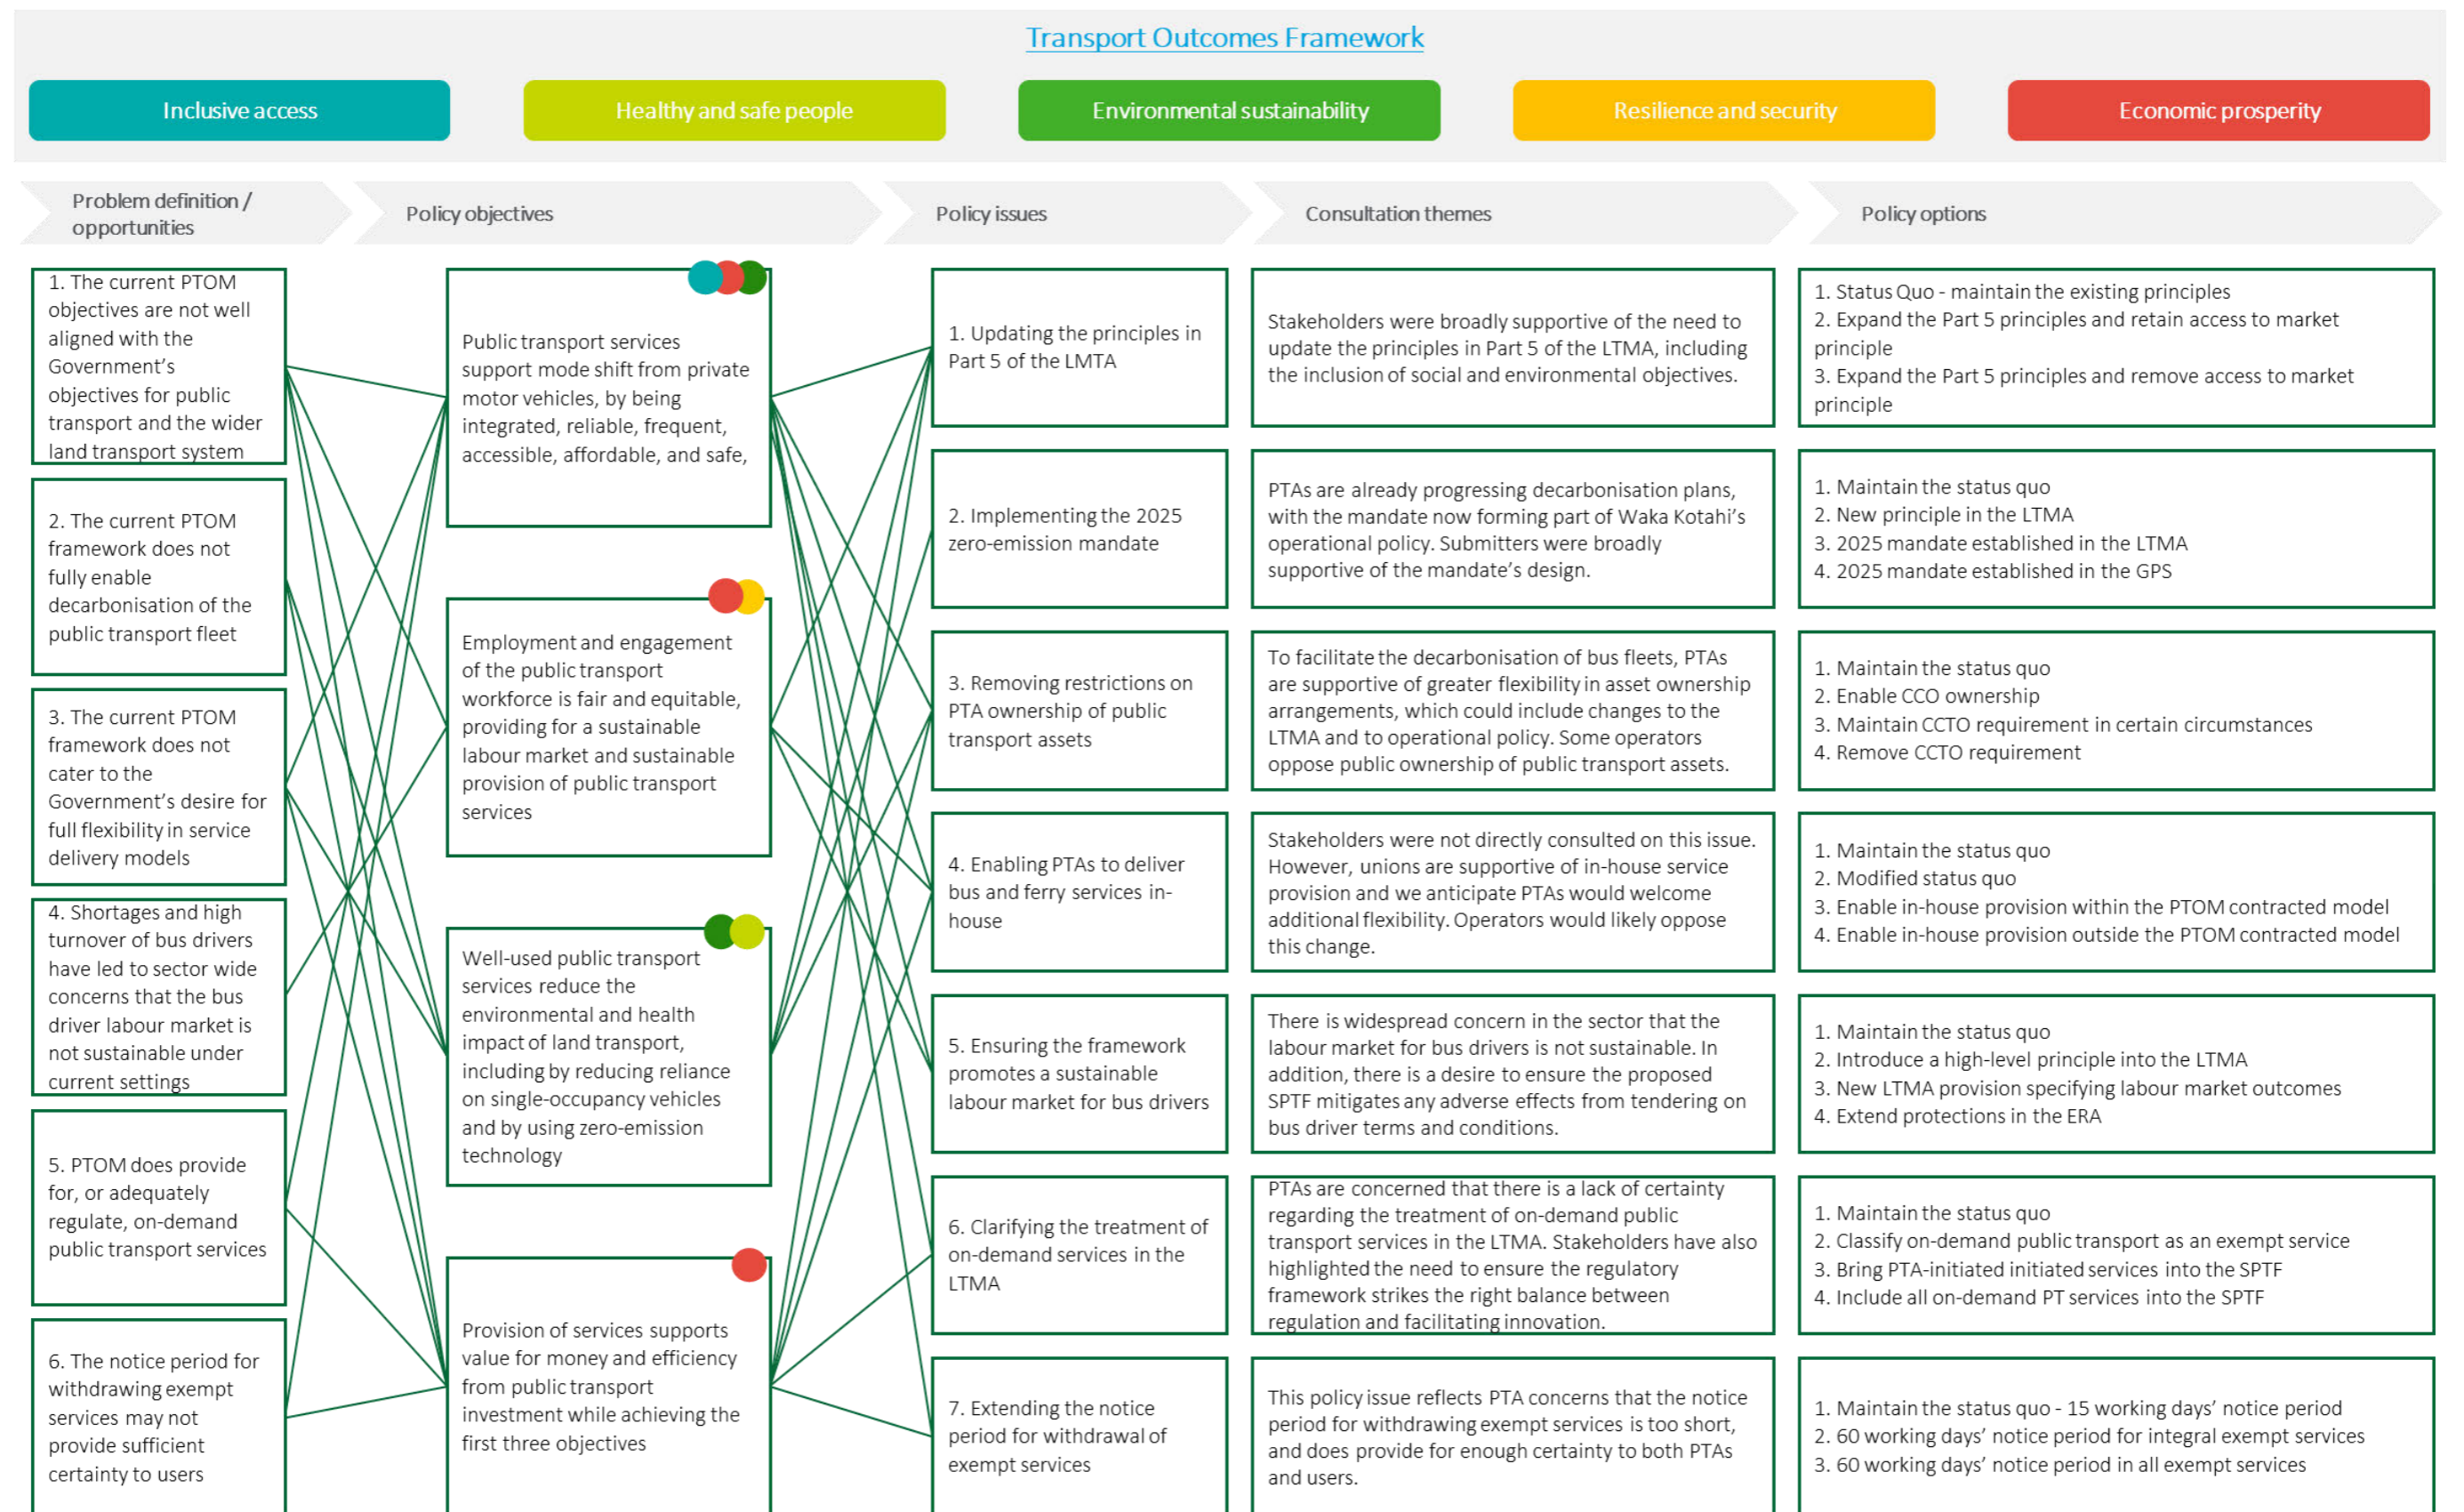 Transport Outcomes Framework
Inclusive access
Healthy and safe people
Environmental sustainability
Resilience and security
Economic prosperity
Problem definition /
opportunities
Policy objectives
Policy issues
Consultation themes
Policy options
1. The current PTOM
objectives are not well
aligned with the
Government's
objectives for public
transport and the wider
land transport system
2. The current PTOM
framework does not
fully enable
decarbonisation of the
public transport fleet
3. The current PTOM
framework does not
cater to the
Government's desire for
full flexibility in service
delivery models
4. Shortages and high
turnover of bus drivers
have led to sector wide
concerns that the bus
driver labour market is
not sustainable under
current settings
5. PTOM does provide
for, or adequately
regulate, on-demand
public transport services
6. The notice period for
withdrawing exempt
services may not
provide sufficient
certainty to users
Public transport services
support mode shift from private
motor vehicles, by being
integrated, reliable, frequent,
accessible, affordable, and safe,
Employment and engagement
of the public transport
workforce is fair and equitable,
providing for a sustainable
labour market and sustainable
provision of public transport
services
Well-used public transport
services reduce the
environmental and health
impact of land transport,
including by reducing reliance
on single-occupancy vehicles
and by using zero-emission
technology
Provision of services supports
value for money and efficiency
from public transport
investment while achieving the
first three objectives
1. Updating the principles in
Part 5 of the LMTA
2. Implementing the 2025
zero-emission mandate
3. Removing restrictions on
PTA ownership of public
transport assets
4. Enabling PTAs to deliver
bus and ferry services in-
house
5. Ensuring the framework
promotes a sustainable
labour market for bus drivers
6. Clarifying the treatment of
on-demand services in the
LTMA
7. Extending the notice
period for withdrawal of
exempt services
Stakeholders were broadly supportive of the need to
update the principles in Part 5 of the LTMA, including
the inclusion of social and environmental objectives.
PTAs are already progressing decarbonisation plans,
with the mandate now forming part of Waka Kotahi's
operational policy. Submitters were broadly
supportive of the mandate's design.
To facilitate the decarbonisation of bus fleets, PTAs
are supportive of greater flexibility in asset ownership
arrangements, which could include changes to the
LTMA and to operational policy. Some operators
oppose public ownership of public transport assets.
Stakeholders were not directly consulted on this issue.
However, unions are supportive of in-house service
provision and we anticipate PTAs would welcome
additional flexibility. Operators would likely oppose
this change.
There is widespread concern in the sector that the
labour market for bus drivers is not sustainable. In
addition, there is a desire to ensure the proposed
SPTF mitigates any adverse effects from tendering on
bus driver terms and conditions.
PTAs are concerned that there is a lack of certainty
regarding the treatment of on-demand public
transport services in the LTMA. Stakeholders have also
highlighted the need to ensure the regulatory
framework strikes the right balance between
regulation and facilitating innovation.
This policy issue reflects PTA concerns that the notice
period for withdrawing exempt services is too short,
and does provide for enough certainty to both PTAs
and users.
1. Status Quo - maintain the existing principles
2. Expand the Part 5 principles and retain access to market
principle
3. Expand the Part 5 principles and remove access to market
principle
1. Maintain the status quo
2. New principle in the LTMA
3. 2025 mandate established in the LTMA
4. 2025 mandate established in the GPS
1. Maintain the status quo
2. Enable CCO ownership
3. Maintain CCTO requirement in certain circumstances
4. Remove CCTO requirement
1. Maintain the status quo
2. Modified status quo
3. Enable in-house provision within the PTOM contracted model
4. Enable in-house provision outside the PTOM contracted model
1. Maintain the status quo
2. Introduce a high-level principle into the LTMA
3. New LTMA provision specifying labour market outcomes
4. Extend protections in the ERA
1. Maintain the status quo
2. Classify on-demand public transport as an exempt service
3. Bring PTA-initiated initiated services into the SPTF
4. Include all on-demand PT services into the SPTF
1. Maintain the status quo - 15 working days' notice period
2. 60 working days' notice period for integral exempt services
3. 60 working days' notice period in all exempt services